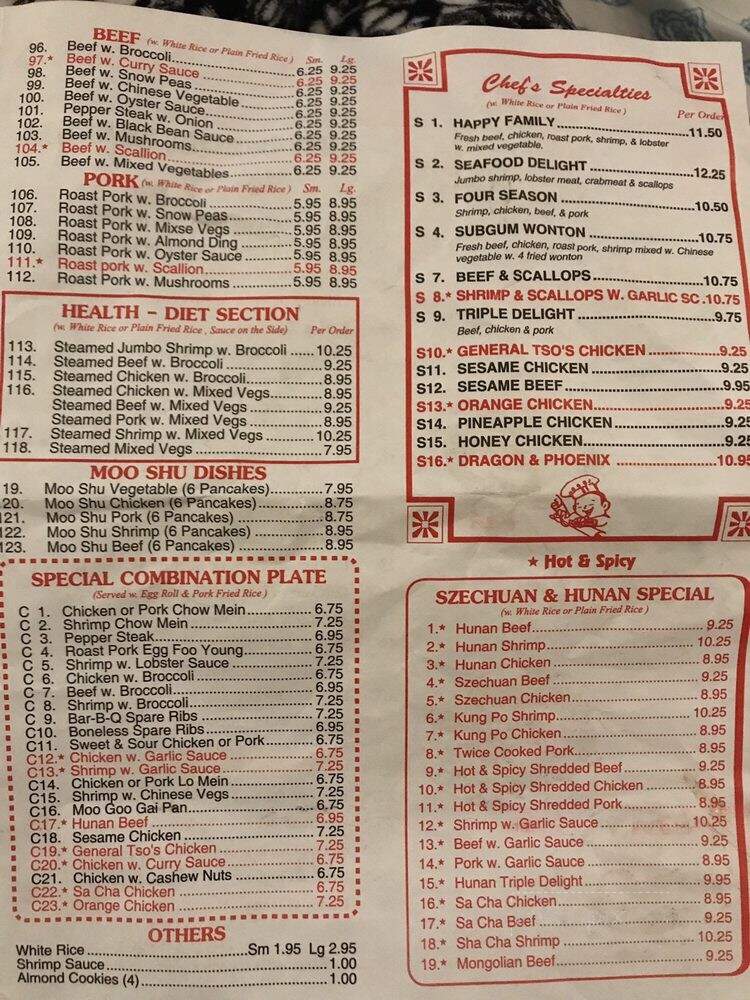 BEEF (w. White Rice or Plain Fried Rice) Sm. Lg.
96. Beef w. Broccoli 6.25 9.25
97.* Beef w. Curry Sauce 6.25 9.25
98. Beef w. Snow Peas 6.25 9.25
99. Beef w. Chinese Vegetable 6.25 9.25
100. Beef w. Oyster Sauce 6.25 9.25
101. Pepper Steak w. Onion 6.25 9.25
102. Beef w. Black Bean Sauce 6.25 9.25
103. Beef w. Mushrooms 6.25 9.25
104.* Beef w. Scallion 6.25 9.25
105. Beef w. Mixed Vegetables 6.25 9.25
PORK (w. White Rice or Plain Fried Rice) Sm. Lg.
106. Roast Pork w. Broccoli 5.95 8.95
107. Roast Pork w. Snow Peas 5.95 8.95
108. Roast Pork w. Mixse Vegs 5.95 8.95
109. Roast Pork w. Almond Ding 5.95 8.95
110. Roast Pork w. Oyster Sauce 5.95 8.95
111.* Roast pork w. Scallion 5.95 8.95
112. Roast Pork w. Mushrooms 5.95 8.95
HEALTH - DIET SECTION
(w. White Rice or Plain Fried Rice, Sauce on the Side) Per Order
113. Steamed Jumbo Shrimp w. Broccoli 10.25
114. Steamed Beef w. Broccoli 9.25
115. Steamed Chicken w. Broccoli 8.95
116. Steamed Chicken w. Mixed Vegs 8.95
Steamed Beef w. Mixed Vegs 9.25
Steamed Pork w. Mixed Vegs 8.95
117. Steamed Shrimp w. Mixed Vegs 10.25
118. Steamed Mixed Vegs 7.95
MOO SHU DISHES
19. Moo Shu Vegetable (6 Pancakes) 7.95
20. Moo Shu Chicken (6 Pancakes) 8.75
121. Moo Shu Pork (6 Pancakes) 8.75
122. Moo Shu Shrimp (6 Pancakes) 8.95
123. Moo Shu Beef (6 Pancakes) 8.95
SPECIAL COMBINATION PLATE
(Served w. Egg Roll & Pork Fried Rice)
C 1. Chicken or Pork Chow Mein 6.75
C 2. Shrimp Chow Mein 7.25
C 3. Pepper Steak 6.95
C 4. Roast Pork Egg Foo Young 6.75
C 5. Shrimp w. Lobster Sauce 7.25
C 6. Chicken w. Broccoli 6.75
C 7. Beef w. Broccoli 6.95
C 8. Shrimp w. Broccoli 7.25
C 9. Bar-B-Q Spare Ribs 7.25
C10. Boneless Spare Ribs 6.95
C11. Sweet & Sour Chicken or Pork 6.75
C12.* Chicken w. Garlic Sauce 6.75
C13.* Shrimp w. Garlic Sauce 7.25
C14. Chicken or Pork Lo Mein 6.75
C15. Shrimp w. Chinese Vegs 7.25
C16. Moo Goo Gai Pan 6.75
C17.* Hunan Beef 6.95
C18. Sesame Chicken 7.25
C19.* General Tso's Chicken 7.25
C20.* Chicken w. Curry Sauce 6.75
C21. Chicken w. Cashew Nuts 6.75
C22.* Sa Cha Chicken 6.75
C23.* Orange Chicken 7.25
OTHERS
White Rice Sm 1.95 Lg 2.95
Shrimp Sauce 1.00
Almond Cookies (4) 1.00
Chef's Specialties
(w. White Rice or Plain Fried Rice) Per Order
S 1. HAPPY FAMILY 11.50
Fresh beef, chicken, roast pork, shrimp, & lobster
w. mixed vegetable.
S 2. SEAFOOD DELIGHT 12.25
Jumbo shrimp, lobster meat, crabmeat & scallops
S 3. FOUR SEASON 10.50
Shrimp, chicken, beef, & pork
S 4. SUBGUM WONTON 10.75
Fresh beef, chicken, roast pork, shrimp mixed w. Chinese
vegetable w. 4 fried wonton
S 7. BEEF & SCALLOPS 10.75
S 8.* SHRIMP & SCALLOPS W. GARLIC SC. 10.75
S 9. TRIPLE DELIGHT 9.75
Beef, chicken & pork
S10.* GENERAL TSO'S CHICKEN 9.25
S11. SESAME CHICKEN 9.25
S12. SESAME BEEF 9.95
S13.* ORANGE CHICKEN 9.25
S14. PINEAPPLE CHICKEN 9.25
S15. HONEY CHICKEN 9.25
S16.* DRAGON & PHOENIX 10.95
* Hot & Spicy
SZECHUAN & HUNAN SPECIAL
(w. White Rice or Plain Fried Rice)
1.* Hunan Beef 9.25
2.* Hunan Shrimp 10.25
3.* Hunan Chicken 8.95
4.* Szechuan Beef 9.25
5.* Szechuan Chicken 8.95
6.* Kung Po Shrimp 10.25
7.* Kung Po Chicken 8.95
8.* Twice Cooked Pork 8.95
9.* Hot & Spicy Shredded Beef 9.25
10.* Hot & Spicy Shredded Chicken 8.95
11.* Hot & Spicy Shredded Pork 8.95
12.* Shrimp w. Garlic Sauce 10.25
13.* Beef w. Garlic Sauce 9.25
14.* Pork w. Garlic Sauce 8.95
15.* Hunan Triple Delight 9.95
16.* Sa Cha Chicken 8.95
17.* Sa Cha Beef 9.25
18.* Sha Cha Shrimp 10.25
19.* Mongolian Beef 9.25